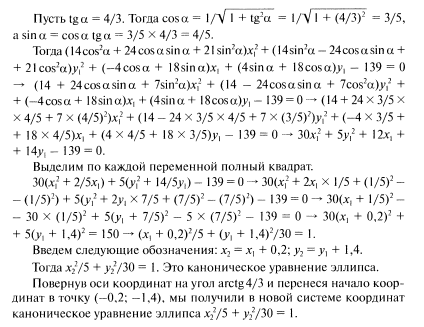 Пусть tg α = 4/3. Тогда cos α = 1/√1 + tg²α = 1/√1 + (4/3)² = 3/5,
а sin α = cos α tg α = 3/5 × 4/3 = 4/5.
Тогда (14cos²α + 24cos α sin α + 21sin²α)x₁² + (14sin²α – 24cos α sin α +
+ 21cos²α)y₁² + (–4cos α + 18sin α)x₁ + (4sin α + 18cos α)y₁ – 139 = 0
→ (14 + 24cos α sin α + 7sin²α)x₁² + (14 – 24cos α sin α + 7cos²α)y₁² +
+ (–4cos α + 18sin α)x₁ + (4sin α + 18cos α)y₁ – 139 = 0 → (14 + 24 × 3/5 ×
× 4/5 + 7 × (4/5)²)x₁² + (14 – 24 × 3/5 × 4/5 + 7 × (3/5)²)y₁² + (–4 × 3/5 +
+ 18 × 4/5)x₁ + (4 × 4/5 + 18 × 3/5)y₁ – 139 = 0 → 30x₁² + 5y₁² + 12x₁ +
+ 14y₁ – 139 = 0.
Выделим по каждой переменной полный квадрат.
30(x₁² + 2/5x₁) + 5(y₁² + 14/5y₁) – 139 = 0 → 30(x₁² + 2x₁ × 1/5 + (1/5)² –
– (1/5)²) + 5(y₁² + 2y₁ × 7/5 + (7/5)² – (7/5)²) – 139 = 0 → 30(x₁ + 1/5)² –
– 30 × (1/5)² + 5(y₁ + 7/5)² – 5 × (7/5)² – 139 = 0 → 30(x₁ + 0,2)² +
+ 5(y₁ + 1,4)² = 150 → (x₁ + 0,2)²/5 + (y₁ + 1,4)²/30 = 1.
Введем следующие обозначения: x₂ = x₁ + 0,2; y₂ = y₁ + 1,4.
Тогда x₂²/5 + y₂²/30 = 1. Это каноническое уравнение эллипса.
Повернув оси координат на угол arctg 4/3 и перенеся начало коор-
динат в точку (–0,2; –1,4), мы получили в новой системе координат
каноническое уравнение эллипса x₂²/5 + y₂²/30 = 1.